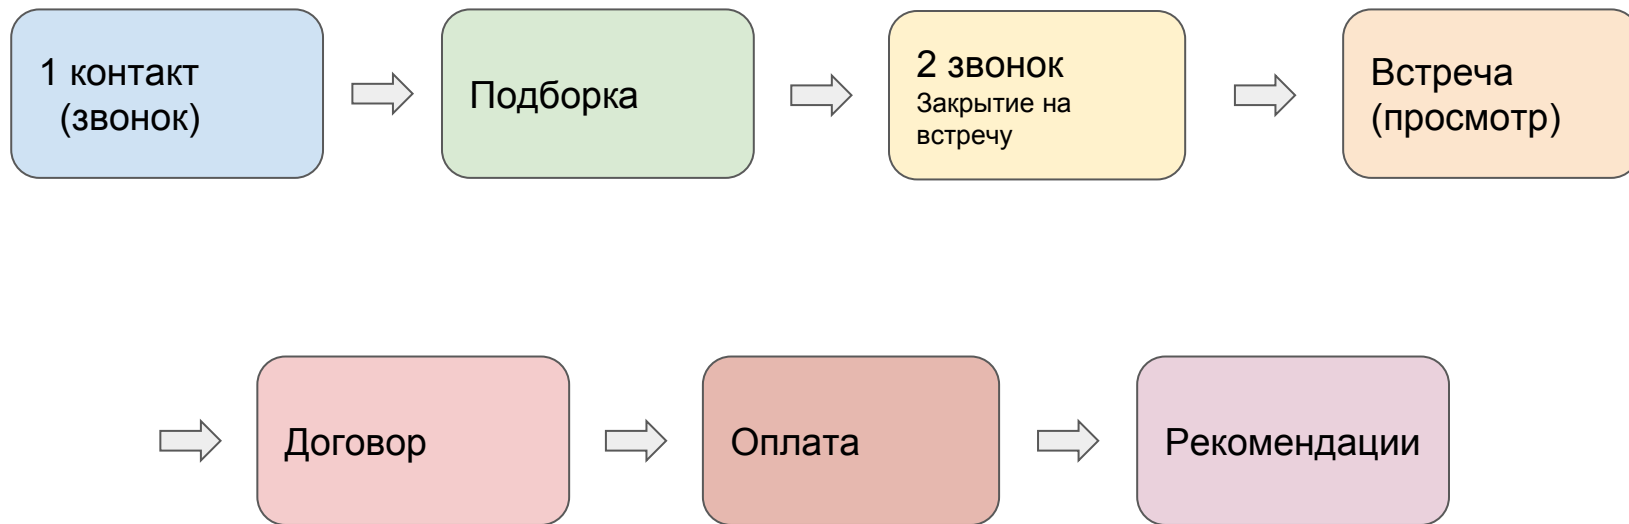 1 контакт
(звонок)
Подборка
2 звонок
Закрытие на
встречу
Встреча
(просмотр)
Договор
Оплата
Рекомендации